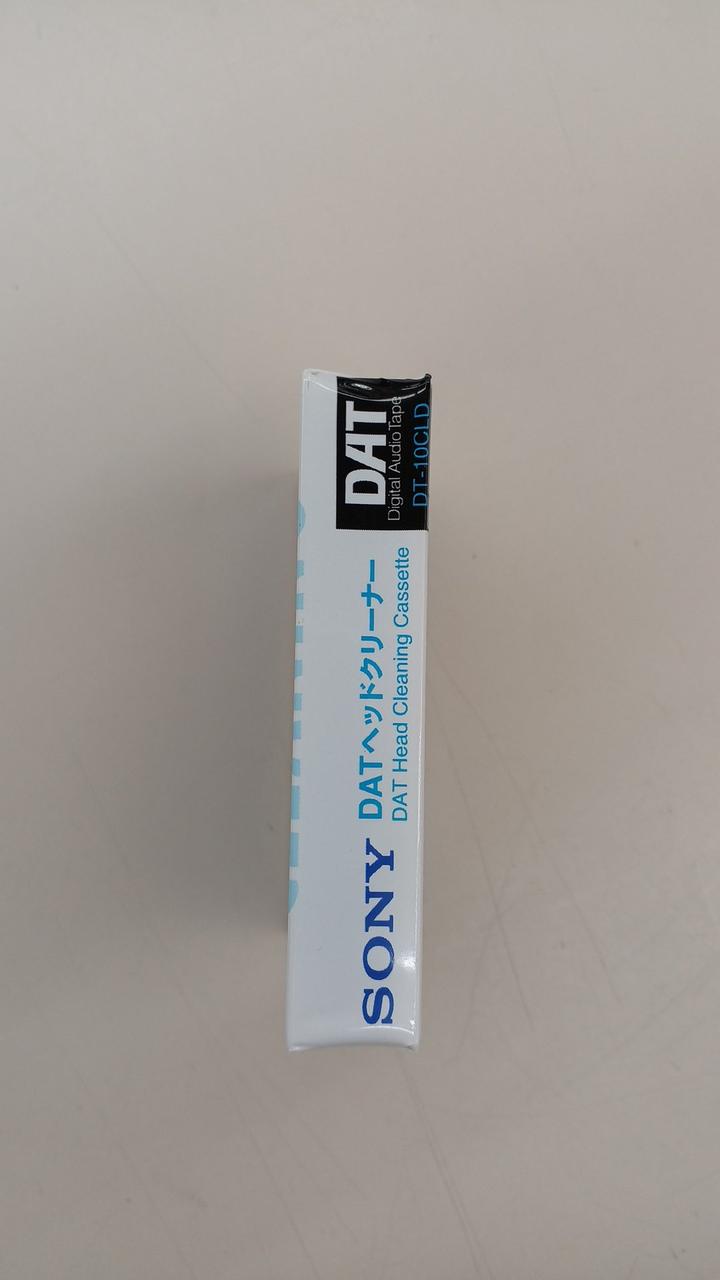 SONY
DATヘッドクリーナー
DAT Head Cleaning Cassette
DAT
Digital Audio Tape
DT-10CLD